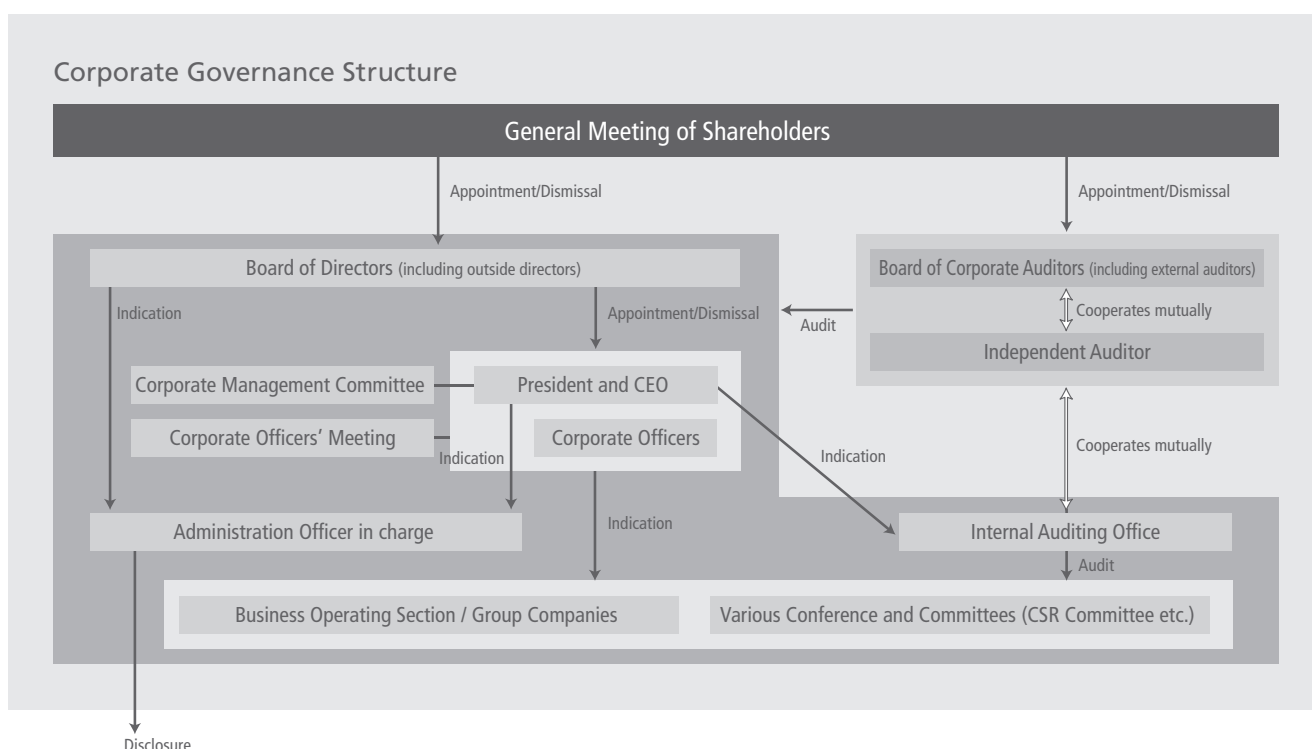 Corporate Governance Structure
General Meeting of Shareholders
Appointment/Dismissal
Appointment/Dismissal
Board of Directors (including outside directors)
Board of Corporate Auditors (including external auditors)
Indication
Appointment/Dismissal
Audit
Cooperates mutually
Independent Auditor
Corporate Management Committee
President and CEO
Corporate Officers’ Meeting
Corporate Officers
Indication
Indication
Cooperates mutually
Indication
Administration Officer in charge
Internal Auditing Office
Audit
Business Operating Section / Group Companies
Various Conference and Committees (CSR Committee etc.)
Disclosure